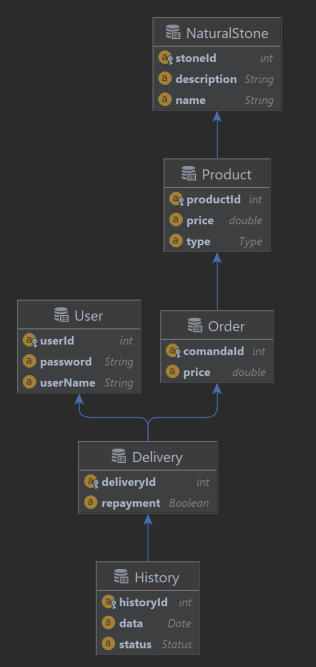 NaturalStone
stoneId int
description String
name String
Product
productId int
price double
type Type
User
userId int
password String
userName String
Order
comandaId int
price double
Delivery
deliveryId int
repayment Boolean
History
historyId int
data Date
status Status